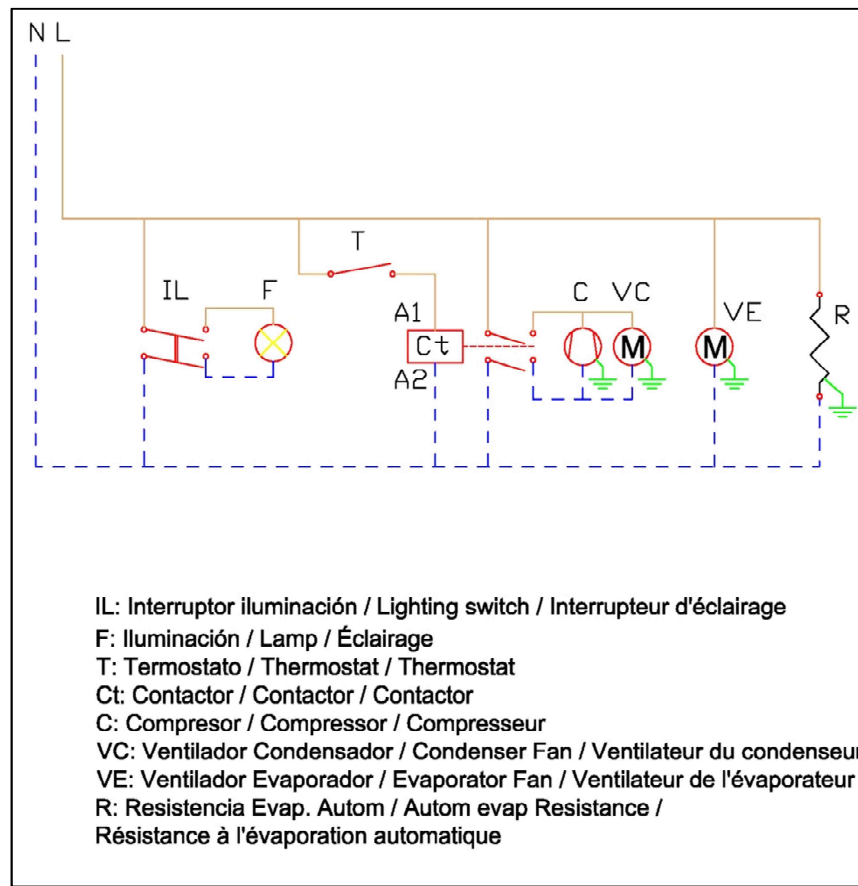 N L
T
IL F
C VC
A1
VE
R
Ct
M
M
A2
IL: Interruptor iluminación / Lighting switch / Interrupteur d'éclairage
F: Iluminación / Lamp / Éclairage
T: Termostato / Thermostat / Thermostat
Ct: Contactor / Contactor / Contactor
C: Compresor / Compressor / Compresseur
VC: Ventilador Condensador / Condenser Fan / Ventilateur du condenseur
VE: Ventilador Evaporador / Evaporator Fan / Ventilateur de l'évaporateur
R: Resistencia Evap. Autom / Autom evap Resistance /
Résistance à l'évaporation automatique